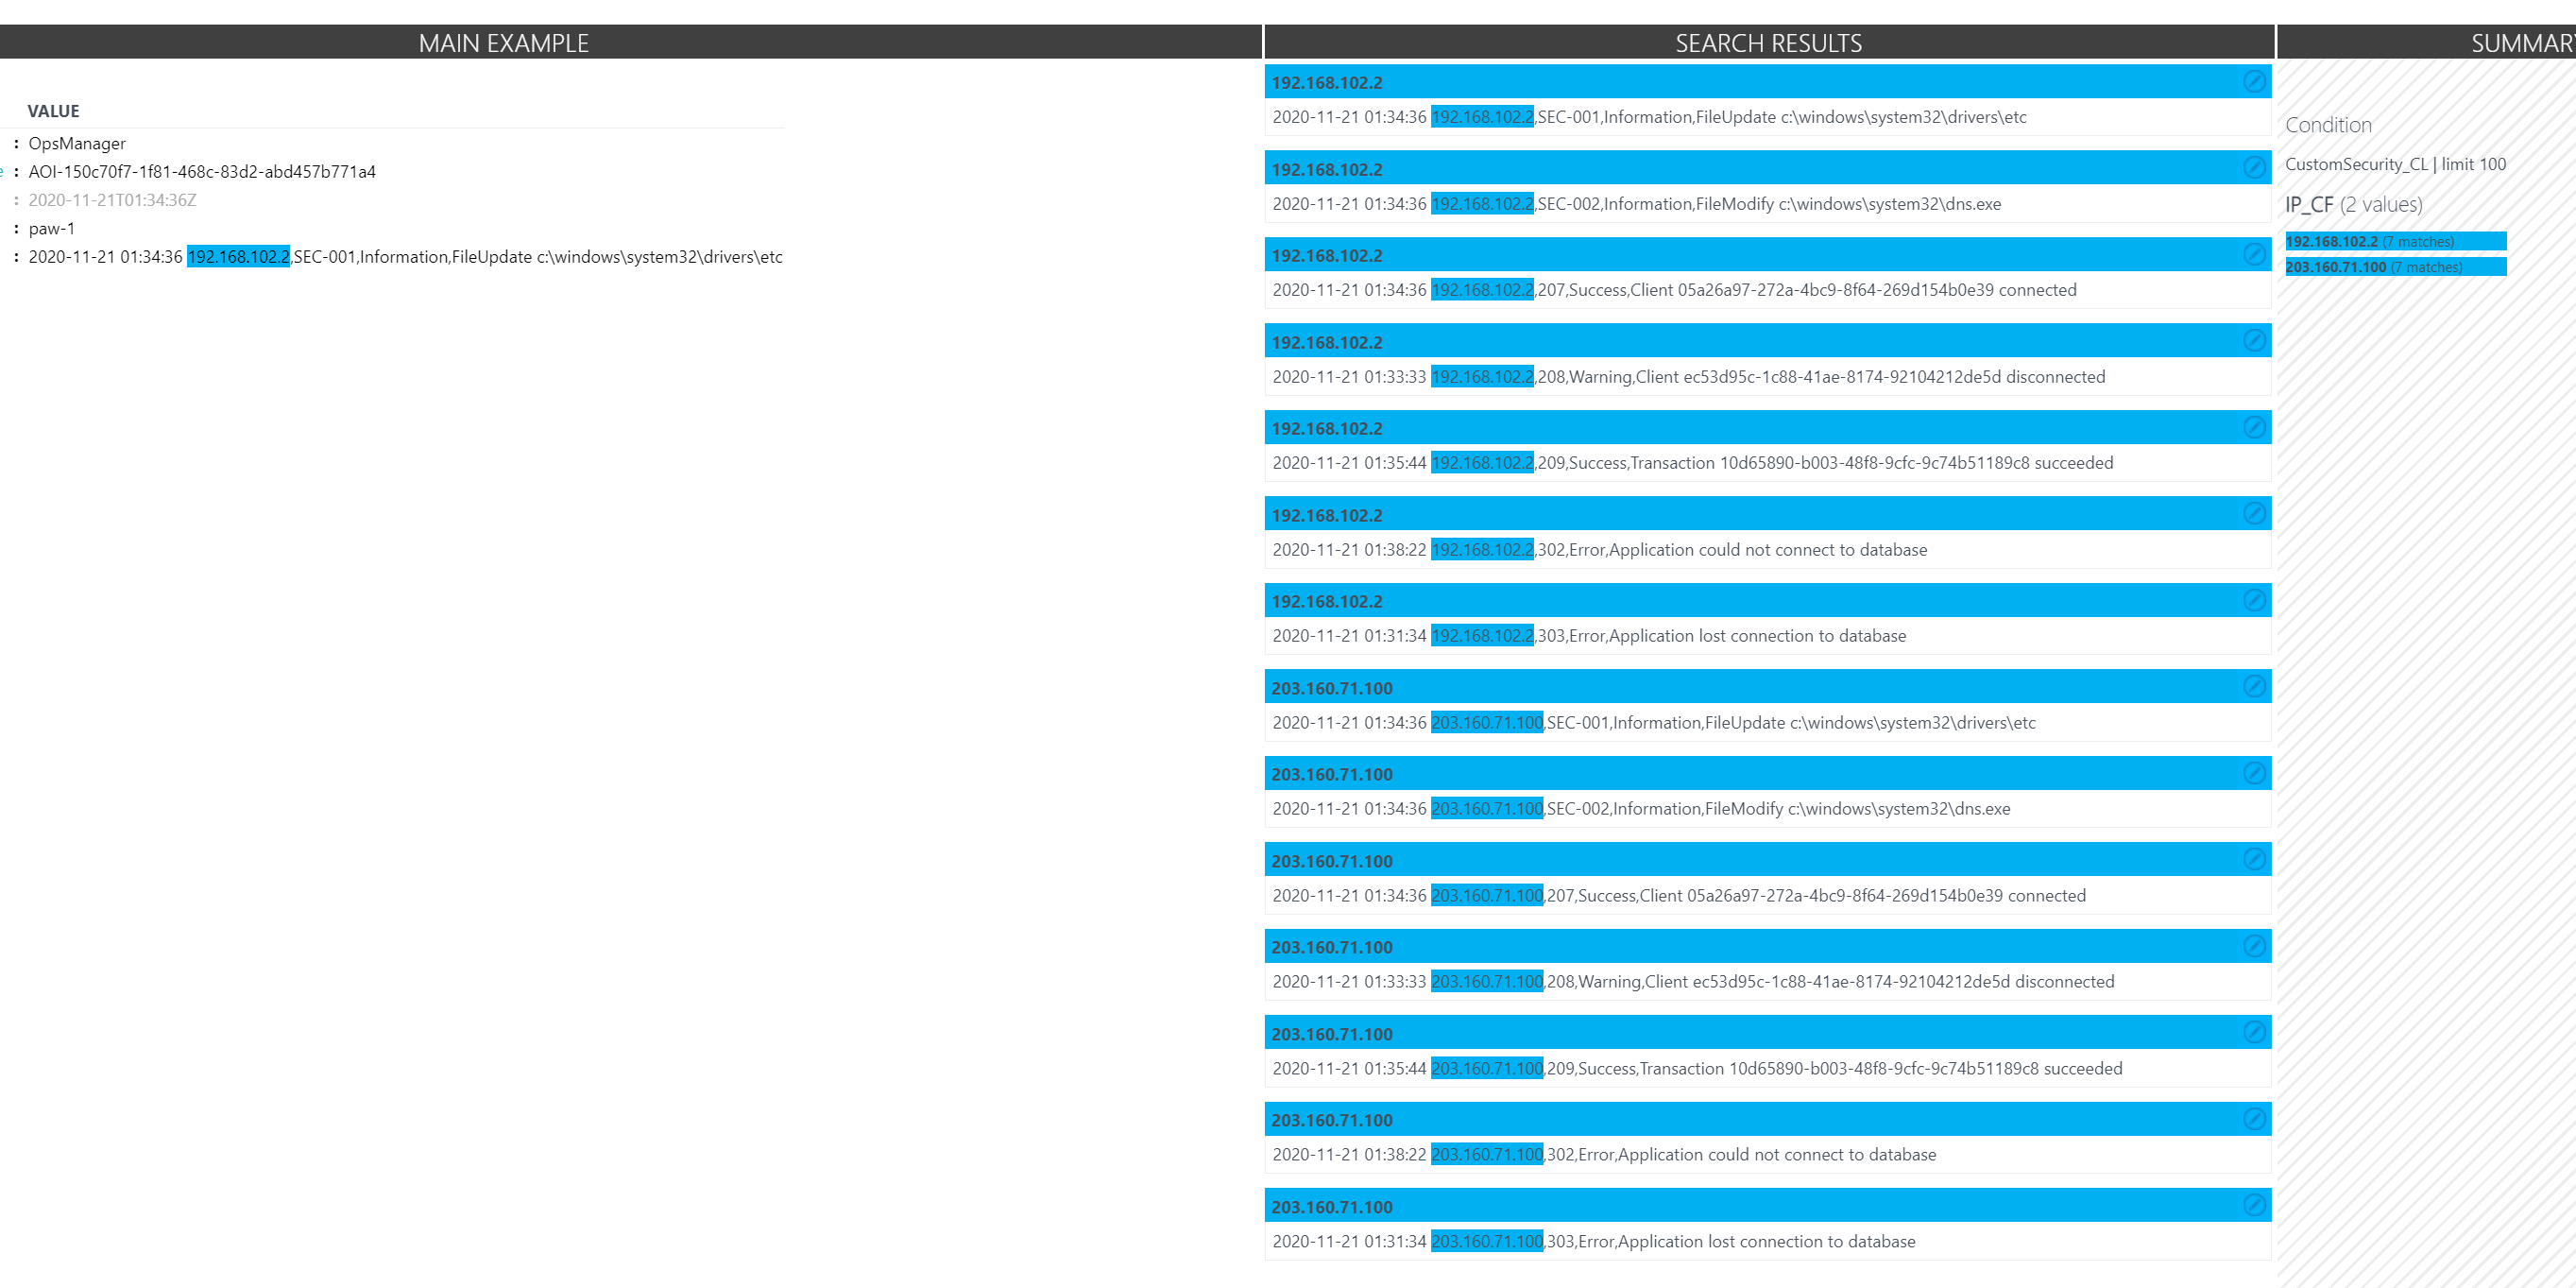 MAIN EXAMPLE
VALUE
: OpsManager
e : AOI-150c70f7-1f81-468c-83d2-abd457b771a4
: 2020-11-21T01:34:36Z
: paw-1
: 2020-11-21 01:34:36 192.168.102.2,SEC-001,Information,FileUpdate c:\windows\system32\drivers\etc
SEARCH RESULTS
192.168.102.2
2020-11-21 01:34:36 192.168.102.2,SEC-001,Information,FileUpdate c:\windows\system32\drivers\etc
192.168.102.2
2020-11-21 01:34:36 192.168.102.2,SEC-002,Information,FileModify c:\windows\system32\dns.exe
192.168.102.2
2020-11-21 01:34:36 192.168.102.2,207,Success,Client 05a26a97-272a-4bc9-8f64-269d154b0e39 connected
192.168.102.2
2020-11-21 01:33:33 192.168.102.2,208,Warning,Client ec53d95c-1c88-41ae-8174-92104212de5d disconnected
192.168.102.2
2020-11-21 01:35:44 192.168.102.2,209,Success,Transaction 10d65890-b003-48f8-9cfc-9c74b51189c8 succeeded
192.168.102.2
2020-11-21 01:38:22 192.168.102.2,302,Error,Application could not connect to database
192.168.102.2
2020-11-21 01:31:34 192.168.102.2,303,Error,Application lost connection to database
203.160.71.100
2020-11-21 01:34:36 203.160.71.100,SEC-001,Information,FileUpdate c:\windows\system32\drivers\etc
203.160.71.100
2020-11-21 01:34:36 203.160.71.100,SEC-002,Information,FileModify c:\windows\system32\dns.exe
203.160.71.100
2020-11-21 01:34:36 203.160.71.100,207,Success,Client 05a26a97-272a-4bc9-8f64-269d154b0e39 connected
203.160.71.100
2020-11-21 01:33:33 203.160.71.100,208,Warning,Client ec53d95c-1c88-41ae-8174-92104212de5d disconnected
203.160.71.100
2020-11-21 01:35:44 203.160.71.100,209,Success,Transaction 10d65890-b003-48f8-9cfc-9c74b51189c8 succeeded
203.160.71.100
2020-11-21 01:38:22 203.160.71.100,302,Error,Application could not connect to database
203.160.71.100
2020-11-21 01:31:34 203.160.71.100,303,Error,Application lost connection to database
SUMMARY
Condition
CustomSecurity_CL | limit 100
IP_CF (2 values)
192.168.102.2 (7 matches)
203.160.71.100 (7 matches)